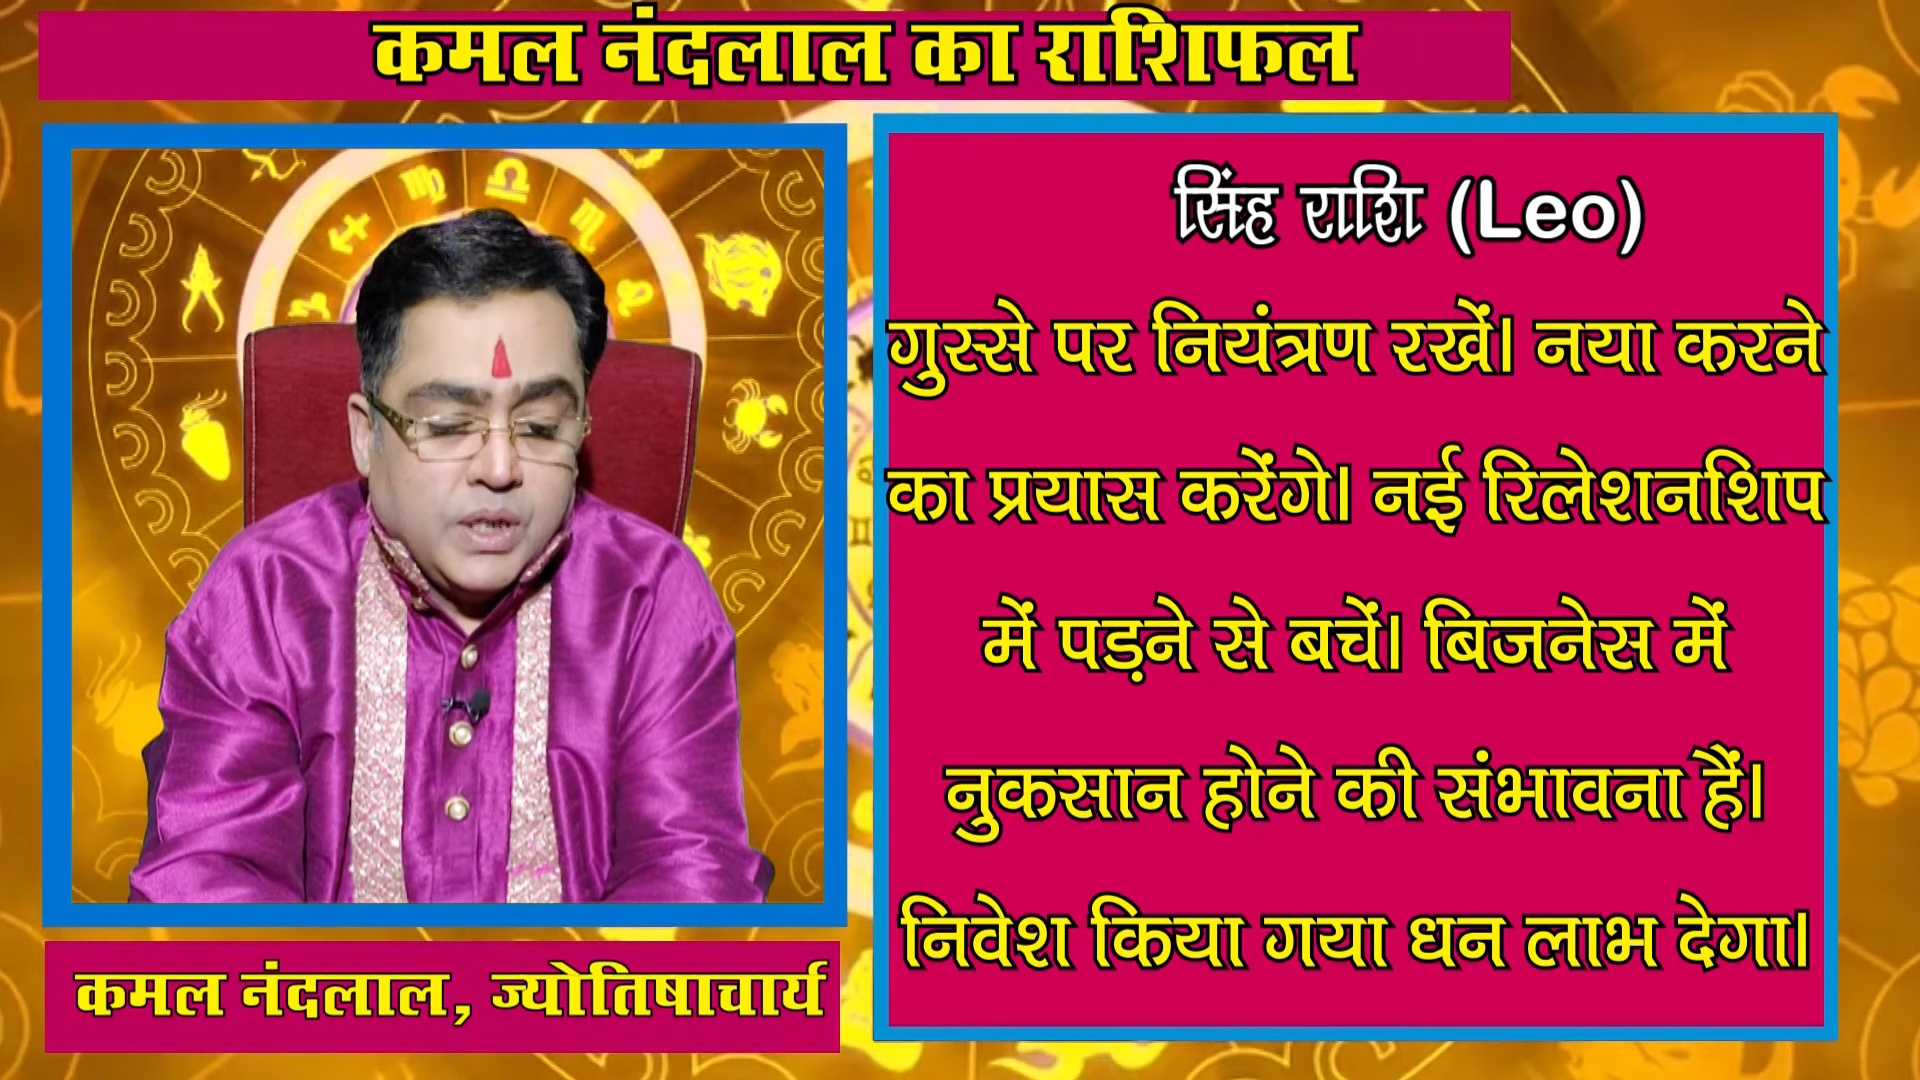 कमल नंदलाल का राशिफल
सिंह राशि (Leo)
गुस्से पर नियंत्रण रखें। नया करने
का प्रयास करेंगे। नई रिलेशनशिप
में पड़ने से बचें। बिजनेस में
नुकसान होने की संभावना हैं।
निवेश किया गया धन लाभ देगा।
कमल नंदलाल, ज्योतिषाचार्य